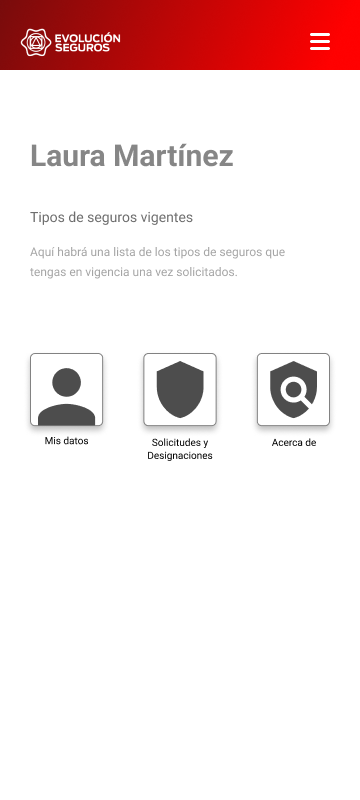 EVOLUCIÓN
SEGUROS
Laura Martínez
Tipos de seguros vigentes
Aquí habrá una lista de los tipos de seguros que
tengas en vigencia una vez solicitados.
Mis datos
Solicitudes y
Designaciones
Acerca de